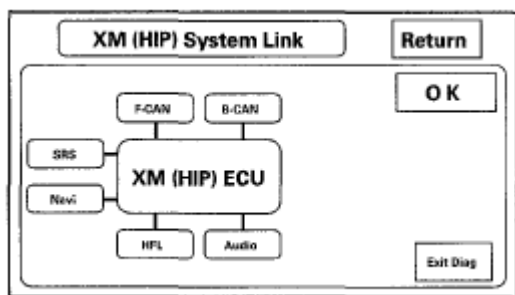 XM (HIP) System Link
Return
OK
F-CAN
B-CAN
SRS
XM (HIP) ECU
Navi
HFL
Audio
Exit Diag